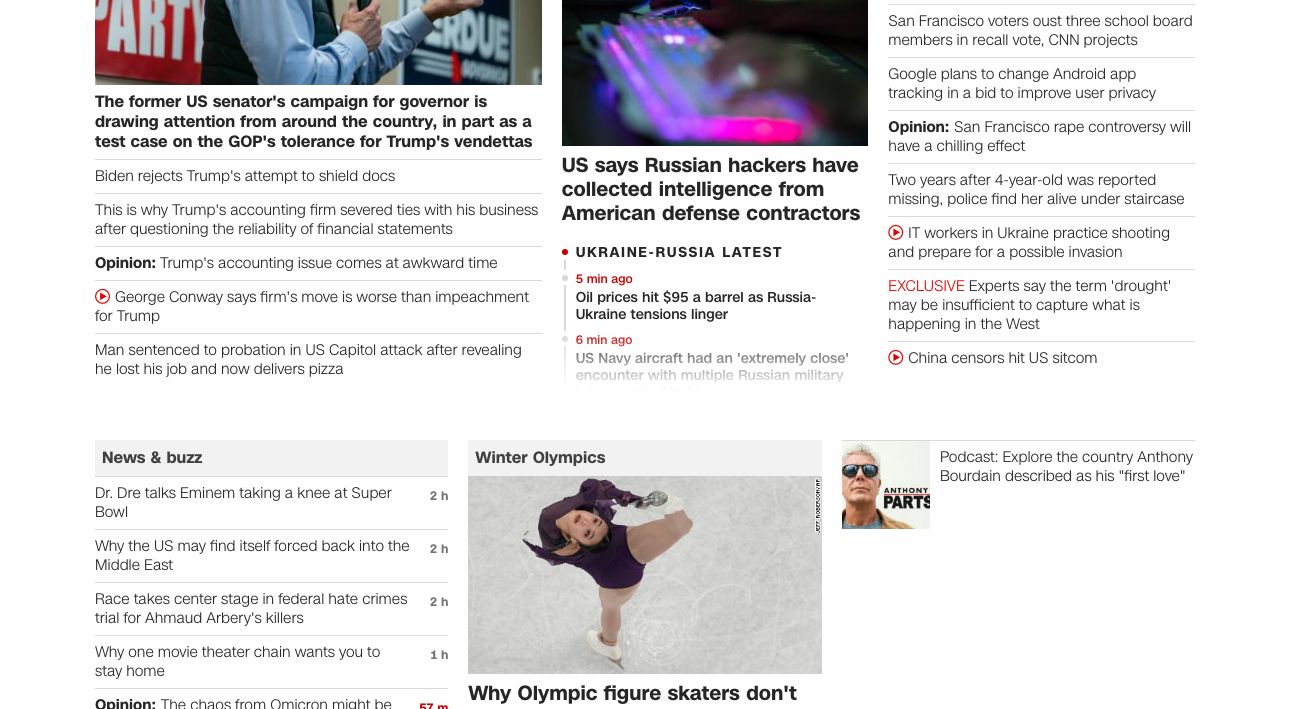 PARTY
PERDUE
GOVERNOR
The former US senator's campaign for governor is
drawing attention from around the country, in part as a
test case on the GOP's tolerance for Trump's vendettas
Biden rejects Trump's attempt to shield docs
This is why Trump's accounting firm severed ties with his business
after questioning the reliability of financial statements
Opinion: Trump's accounting issue comes at awkward time
George Conway says firm's move is worse than impeachment
for Trump
Man sentenced to probation in US Capitol attack after revealing
he lost his job and now delivers pizza
US says Russian hackers have
collected intelligence from
American defense contractors
UKRAINE-RUSSIA LATEST
5 min ago
Oil prices hit $95 a barrel as Russia-
Ukraine tensions linger
6 min ago
US Navy aircraft had an 'extremely close'
encounter with multiple Russian military
San Francisco voters oust three school board
members in recall vote, CNN projects
Google plans to change Android app
tracking in a bid to improve user privacy
Opinion: San Francisco rape controversy will
have a chilling effect
Two years after 4-year-old was reported
missing, police find her alive under staircase
IT workers in Ukraine practice shooting
and prepare for a possible invasion
EXCLUSIVE Experts say the term 'drought'
may be insufficient to capture what is
happening in the West
China censors hit US sitcom
News & buzz
Dr. Dre talks Eminem taking a knee at Super
Bowl
2 h
Why the US may find itself forced back into the
Middle East
2 h
Race takes center stage in federal hate crimes
trial for Ahmaud Arbery's killers
2 h
Why one movie theater chain wants you to
stay home
1 h
Opinion: The chaos from Omicron might be
57 m
Winter Olympics
JEFF ROBERSON/AP
Why Olympic figure skaters don't
ANTHONY
PARTS
Podcast: Explore the country Anthony
Bourdain described as his "first love"